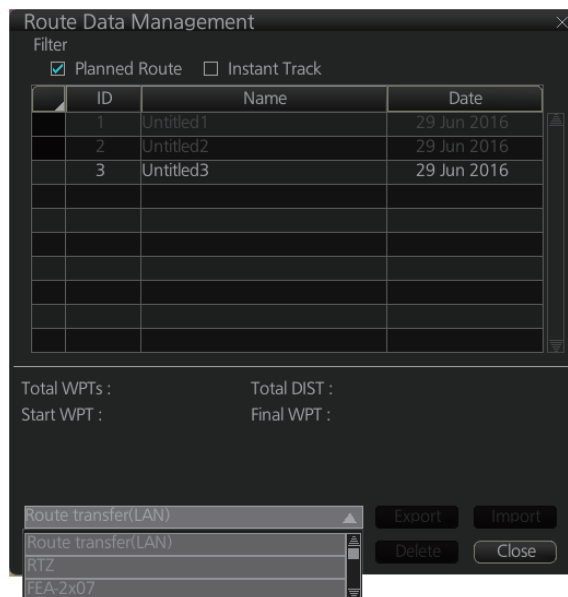 Route Data Management
Filter
Planned Route Instant Track
ID Name Date
1 Untitled1 29 Jun 2016
2 Untitled2 29 Jun 2016
3 Untitled3 29 Jun 2016
Total WPTs : Total DIST :
Start WPT : Final WPT :
Route transfer(LAN) Export Import
Route transfer(LAN)
Delete Close
RTZ
FEA-2x07